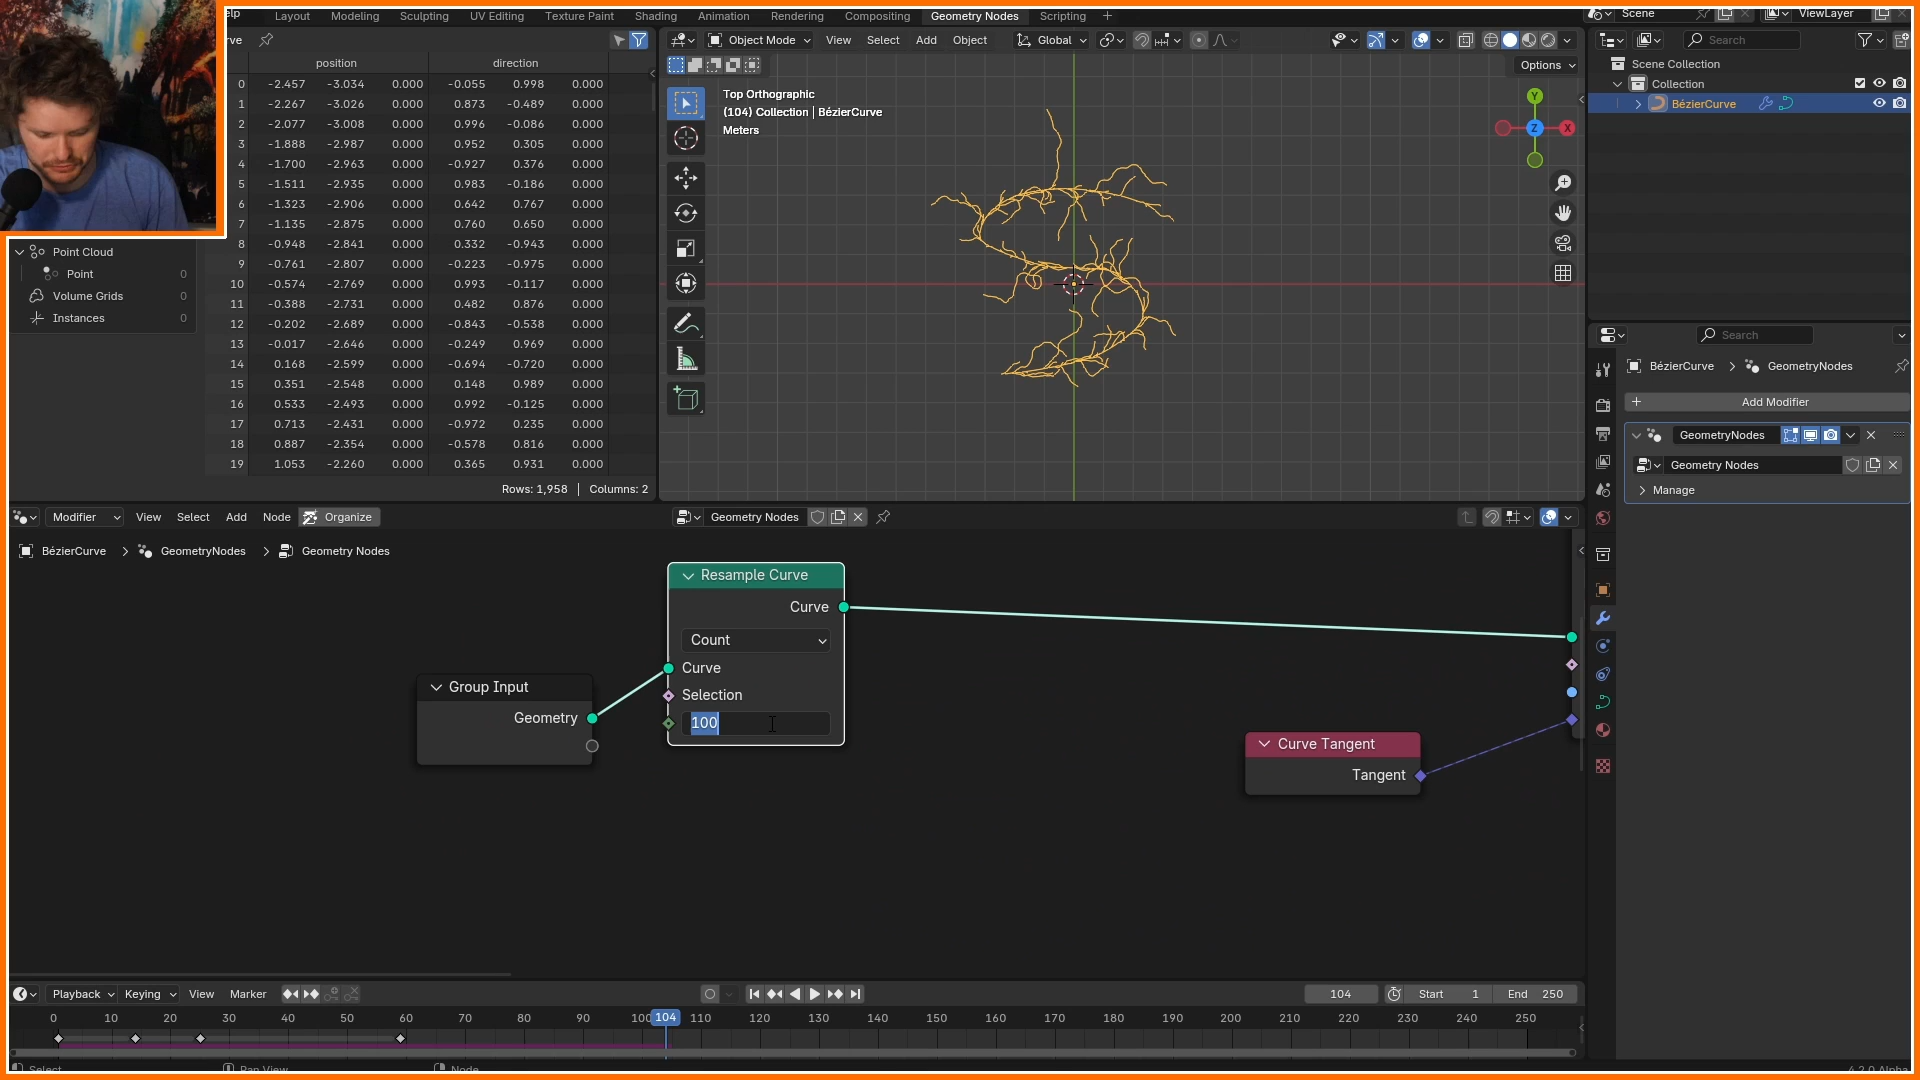 elp Layout Modeling Sculpting UV Editing Texture Paint Shading Animation Rendering Compositing Geometry Nodes Scripting +
Scene ViewLayer
rve
Object Mode View Select Add Object Global
Search
position direction
0 -2.457 -3.034 0.000 -0.055 0.998 0.000
1 -2.267 -3.026 0.000 0.873 -0.489 0.000
2 -2.077 -3.008 0.000 0.996 -0.086 0.000
3 -1.888 -2.987 0.000 0.952 0.305 0.000
4 -1.700 -2.963 0.000 -0.927 0.376 0.000
5 -1.511 -2.935 0.000 0.983 -0.186 0.000
6 -1.323 -2.906 0.000 0.642 0.767 0.000
7 -1.135 -2.875 0.000 0.760 0.650 0.000
8 -0.948 -2.841 0.000 0.332 -0.943 0.000
9 -0.761 -2.807 0.000 -0.223 -0.975 0.000
10 -0.574 -2.769 0.000 0.993 -0.117 0.000
11 -0.388 -2.731 0.000 0.482 0.876 0.000
12 -0.202 -2.689 0.000 -0.843 -0.538 0.000
13 -0.017 -2.646 0.000 -0.249 0.969 0.000
14 0.168 -2.599 0.000 -0.694 -0.720 0.000
15 0.351 -2.548 0.000 0.148 0.989 0.000
16 0.533 -2.493 0.000 0.992 -0.125 0.000
17 0.713 -2.431 0.000 -0.972 0.235 0.000
18 0.887 -2.354 0.000 -0.578 0.816 0.000
19 1.053 -2.260 0.000 0.365 0.931 0.000
Rows: 1,958 | Columns: 2
Point Cloud
Point 0
Volume Grids 0
Instances 0
Options
Top Orthographic
(104) Collection | BézierCurve
Meters
Y
Z
X
Scene Collection
Collection
BézierCurve
Search
BézierCurve > GeometryNodes
+ Add Modifier
GeometryNodes
Geometry Nodes
Manage
Modifier View Select Add Node Organize
Geometry Nodes
BézierCurve > GeometryNodes > Geometry Nodes
Resample Curve
Curve
Count
Curve
Selection
100
Group Input
Geometry
Curve Tangent
Tangent
Playback Keying View Marker
104 Start 1 End 250
0 10 20 30 40 50 60 70 80 90 100 104 110 120 130 140 150 160 170 180 190 200 210 220 230 240 250
Select Pan View Node
4.2.0 Alpha